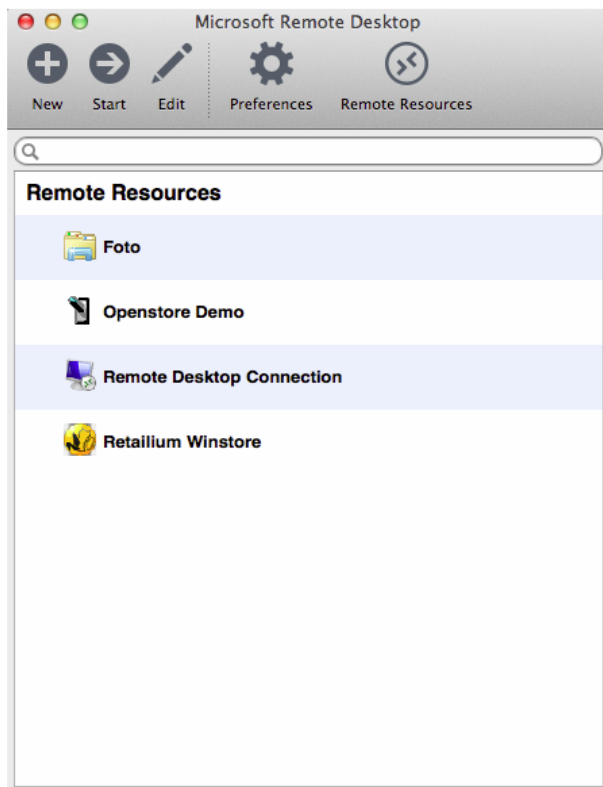 Microsoft Remote Desktop
New Start Edit Preferences Remote Resources
Remote Resources
Foto
Openstore Demo
Remote Desktop Connection
Retailium Winstore